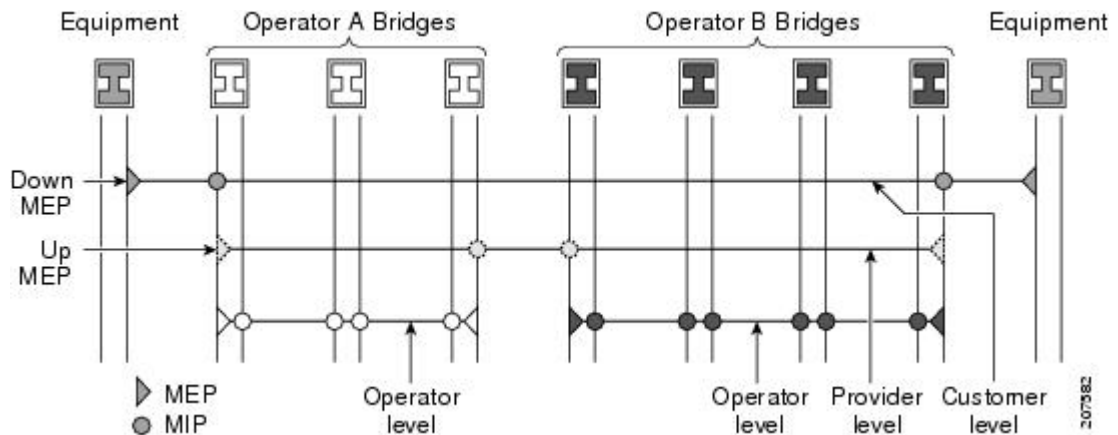 Equipment
Operator A Bridges
Operator B Bridges
Equipment
Down
MEP
Up
MEP
MEP
MIP
Operator
level
Operator
level
Provider
level
Customer
level
207582